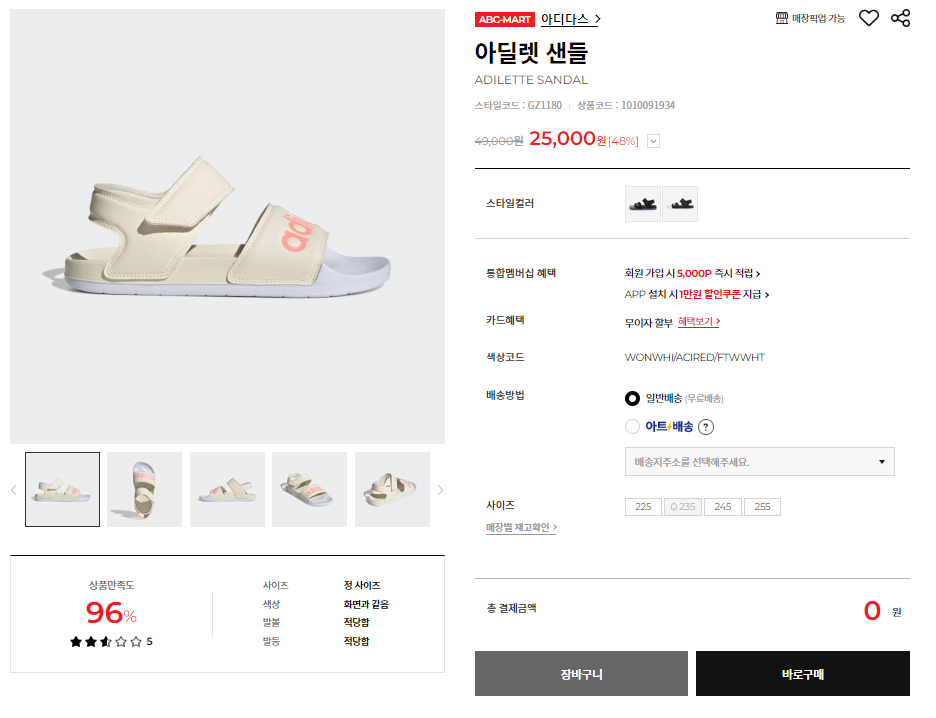 ABC-MART 아디다스
매장픽업 가능
아딜렛 샌들
ADILETTE SANDAL
스타일코드 : GZ1180 상품코드 : 1010091934
49,000원 25,000원 [48%]
스타일컬러
통합멤버십 혜택
회원 가입 시 5,000P 즉시 적립
APP 설치 시 1만원 할인쿠폰 지급
카드혜택
무이자 할부 혜택보기
색상코드
WONWHI/ACIRED/FTWWHT
배송방법
일반배송 (무료배송)
아트배송 ?
배송지주소를 선택해주세요.
사이즈
225 235 245 255
매장별 재고확인
총 결제금액
0 원
장바구니
바로구매
adi
상품만족도
96%
5
사이즈 정 사이즈
색상 화면과 같음
발볼 적당함
발등 적당함